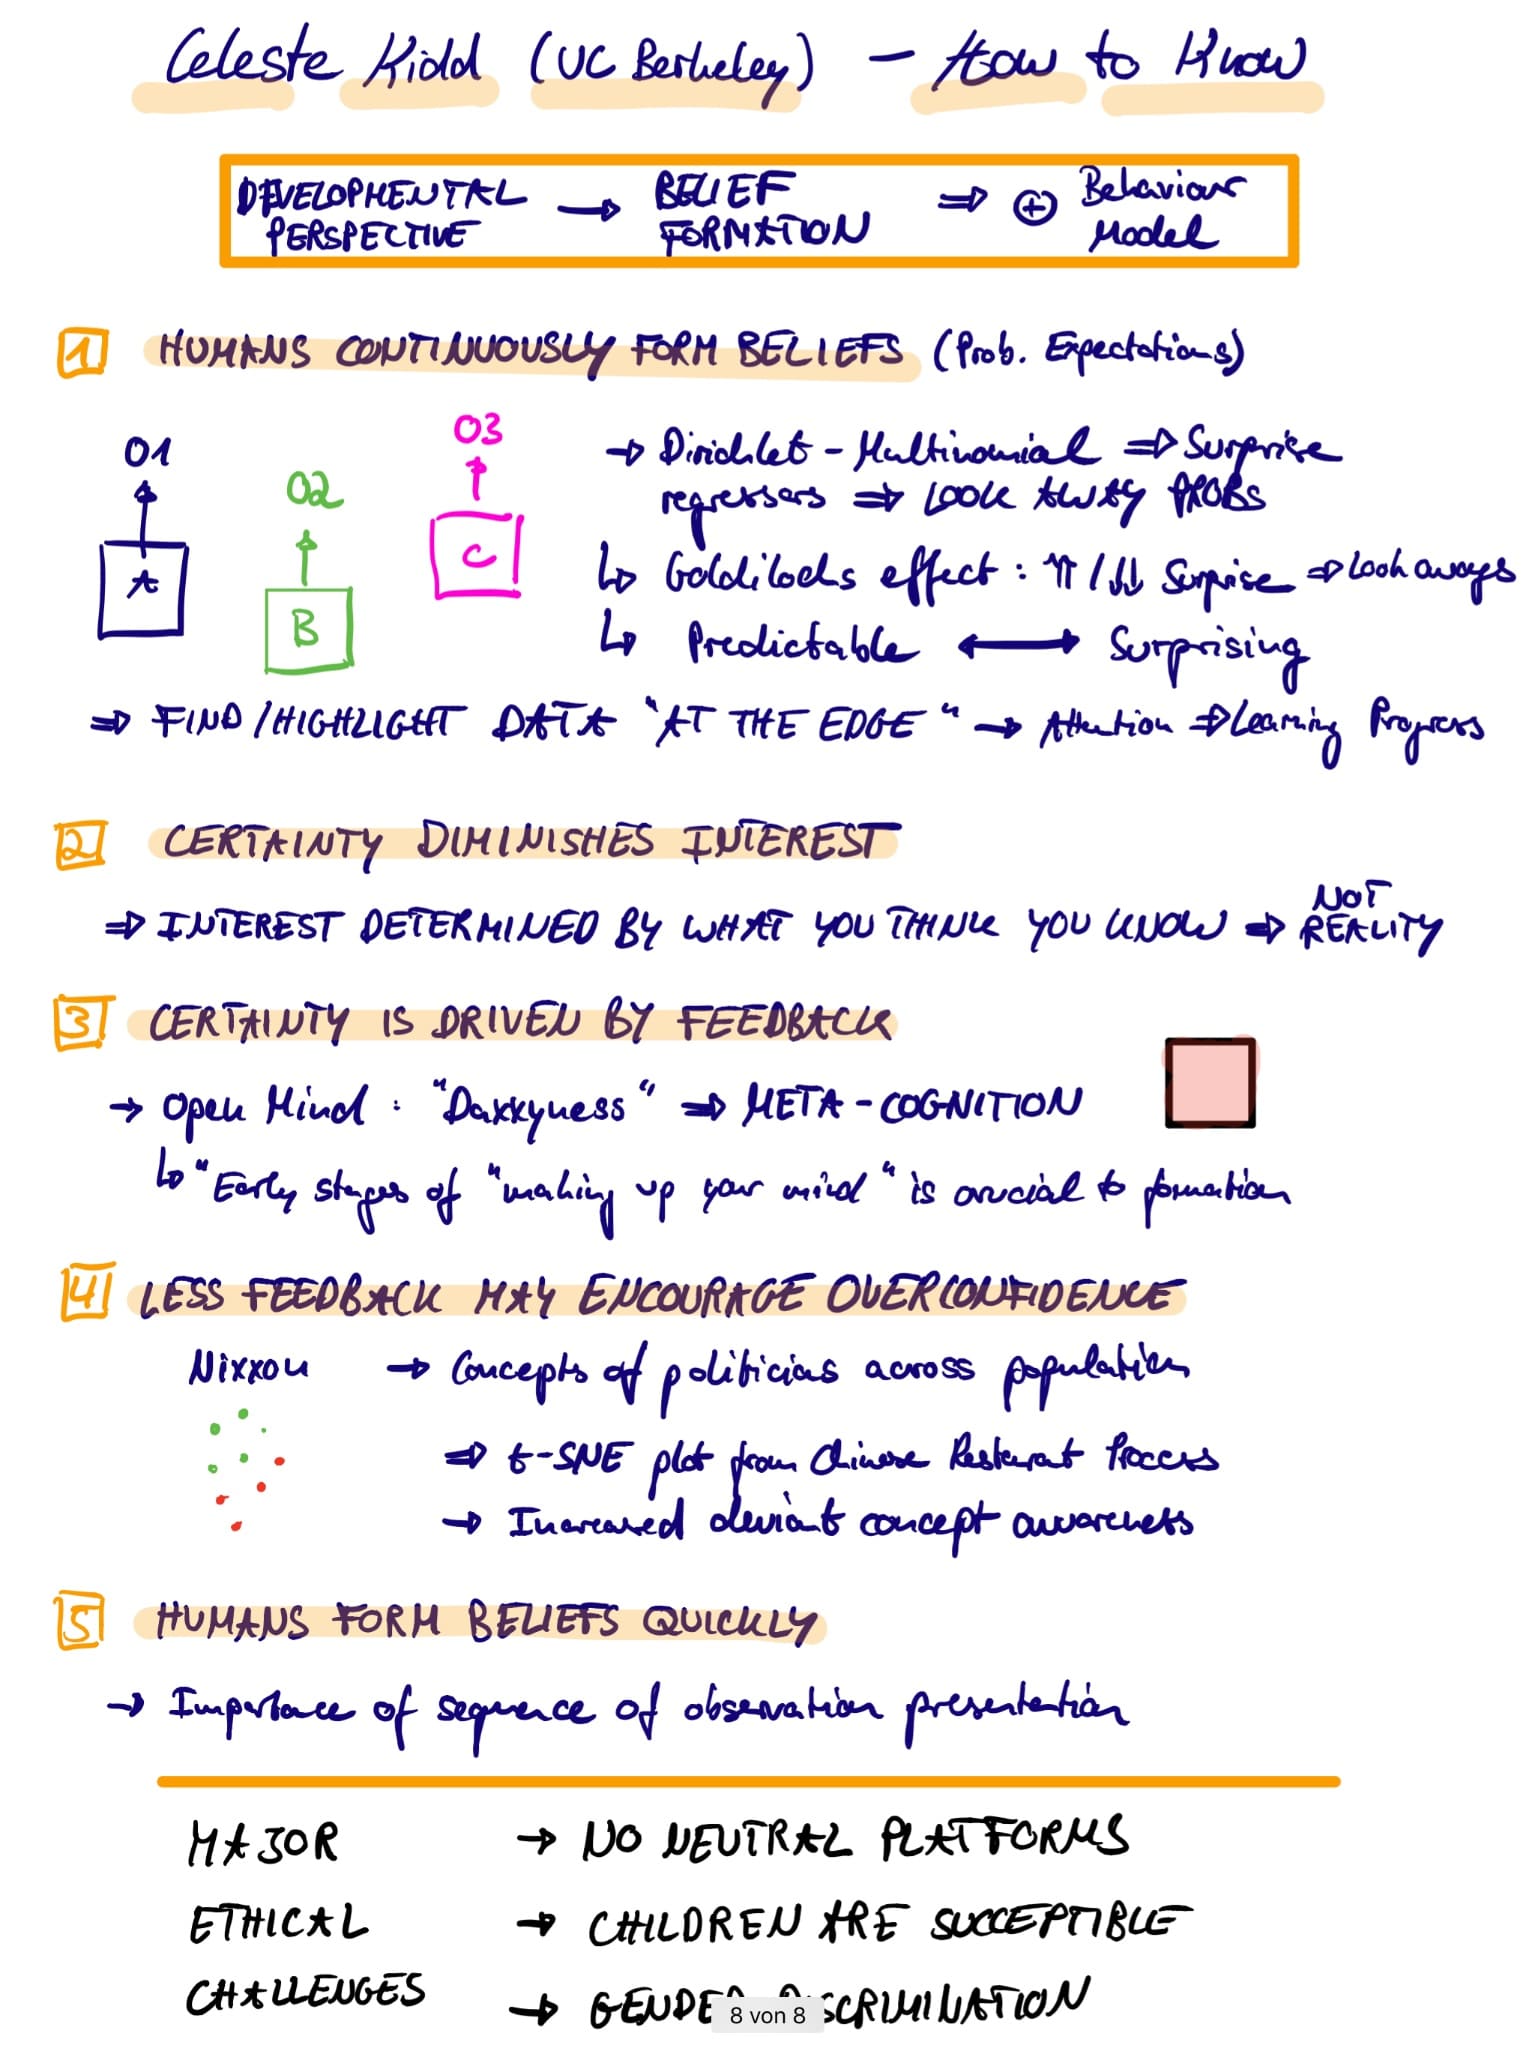 Celeste Kidd (UC Berkeley) – How to Know
DEVELOPMENTAL PERSPECTIVE → BELIEF FORMATION ⇒ ⊕ Behaviour Model
1 HUMANS CONTINUOUSLY FORM BELIEFS (Prob. Expectations)
O1
O2
O3
A
B
C
→ Dirichlet - Multinomial ⇒ Surprise
regressors ⇒ LOOK AWAY PROBS
↳ Goldilocks effect : ⇈ / ⇊ Surprise ⇒ Look aways
↳ Predictable ⟷ Surprising
⇒ FIND / HIGHLIGHT DATA "AT THE EDGE" → Attention ⇒ Learning Progress
2 CERTAINTY DIMINISHES INTEREST
⇒ INTEREST DETERMINED BY WHAT YOU THINK YOU KNOW ⇒ NOT REALITY
3 CERTAINTY IS DRIVEN BY FEEDBACK
→ Open Mind : "Daxxyness" ⇒ META - COGNITION
↳ "Early stages of "making up your mind" is crucial to formation
4 LESS FEEDBACK MAY ENCOURAGE OVERCONFIDENCE
Nixxon → Concepts of politicias across population
⇒ t-SNE plot from Chinese Restarant Process
→ Increased deviant concept awareness
5 HUMANS FORM BELIEFS QUICKLY
→ Importance of sequence of observation presentation
MAJOR → NO NEUTRAL PLATFORMS
ETHICAL → CHILDREN ARE SUCCEPTIBLE
CHALLENGES → GENDER DISCRIMINATION
8 von 8